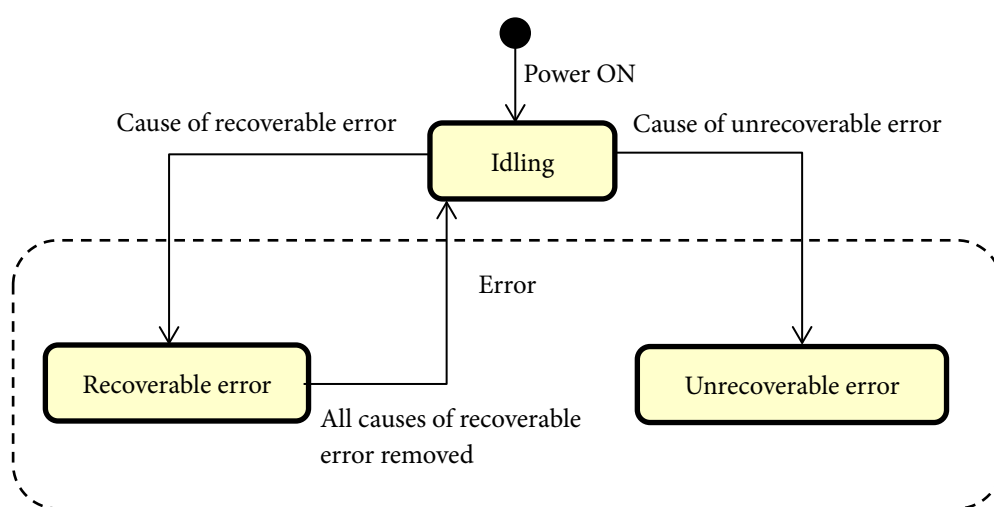 Power ON
Cause of recoverable error
Cause of unrecoverable error
Idling
Error
Recoverable error
Unrecoverable error
All causes of recoverable
error removed